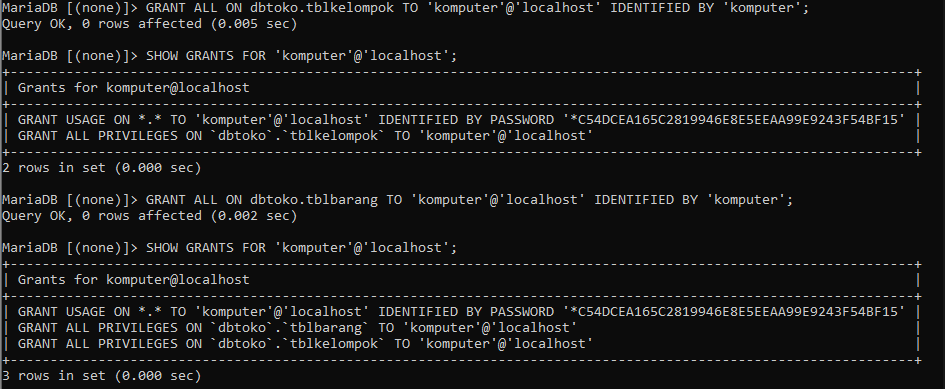 MariaDB [(none)]> GRANT ALL ON dbtoko.tblkelompok TO 'komputer'@'localhost' IDENTIFIED BY 'komputer';
Query OK, 0 rows affected (0.005 sec)
MariaDB [(none)]> SHOW GRANTS FOR 'komputer'@'localhost';
+-----------------------------------------------------------------------------------------------------------------+
| Grants for komputer@localhost |
+-----------------------------------------------------------------------------------------------------------------+
| GRANT USAGE ON *.* TO 'komputer'@'localhost' IDENTIFIED BY PASSWORD '*C54DCEA165C2819946E8E5EEAA99E9243F54BF15' |
| GRANT ALL PRIVILEGES ON `dbtoko`.`tblkelompok` TO 'komputer'@'localhost' |
+-----------------------------------------------------------------------------------------------------------------+
2 rows in set (0.000 sec)
MariaDB [(none)]> GRANT ALL ON dbtoko.tblbarang TO 'komputer'@'localhost' IDENTIFIED BY 'komputer';
Query OK, 0 rows affected (0.002 sec)
MariaDB [(none)]> SHOW GRANTS FOR 'komputer'@'localhost';
+-----------------------------------------------------------------------------------------------------------------+
| Grants for komputer@localhost |
+-----------------------------------------------------------------------------------------------------------------+
| GRANT USAGE ON *.* TO 'komputer'@'localhost' IDENTIFIED BY PASSWORD '*C54DCEA165C2819946E8E5EEAA99E9243F54BF15' |
| GRANT ALL PRIVILEGES ON `dbtoko`.`tblbarang` TO 'komputer'@'localhost' |
| GRANT ALL PRIVILEGES ON `dbtoko`.`tblkelompok` TO 'komputer'@'localhost' |
+-----------------------------------------------------------------------------------------------------------------+
3 rows in set (0.000 sec)